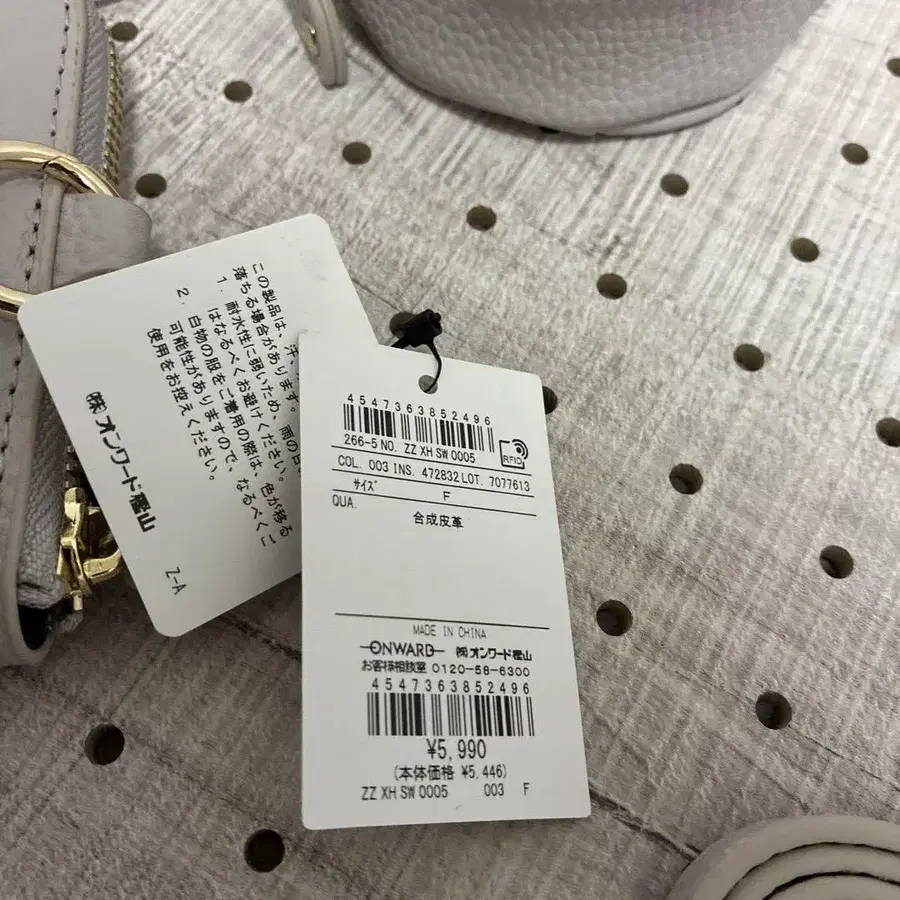 この製品は、汗、雨の日
落ちる場合があります。
1. 耐水性に弱いため、
はなるべくお避けください。
2. 白物の服をご着用の際は、色が移る
可能性がありますので、なるべくご
使用をお控えください。
㈱オンワード樫山
Z-A
4547363852496
266-5 NO. ZZ XH SW 0005
RFID
COL. 003 INS. 472832 LOT. 7077613
サイズ F
QUA.
合成皮革
MADE IN CHINA
ONWARD ㈱オンワード樫山
お客様相談室 0120-58-6300
4547363852496
¥5,990
(本体価格 ¥5,446)
ZZ XH SW 0005 003 F